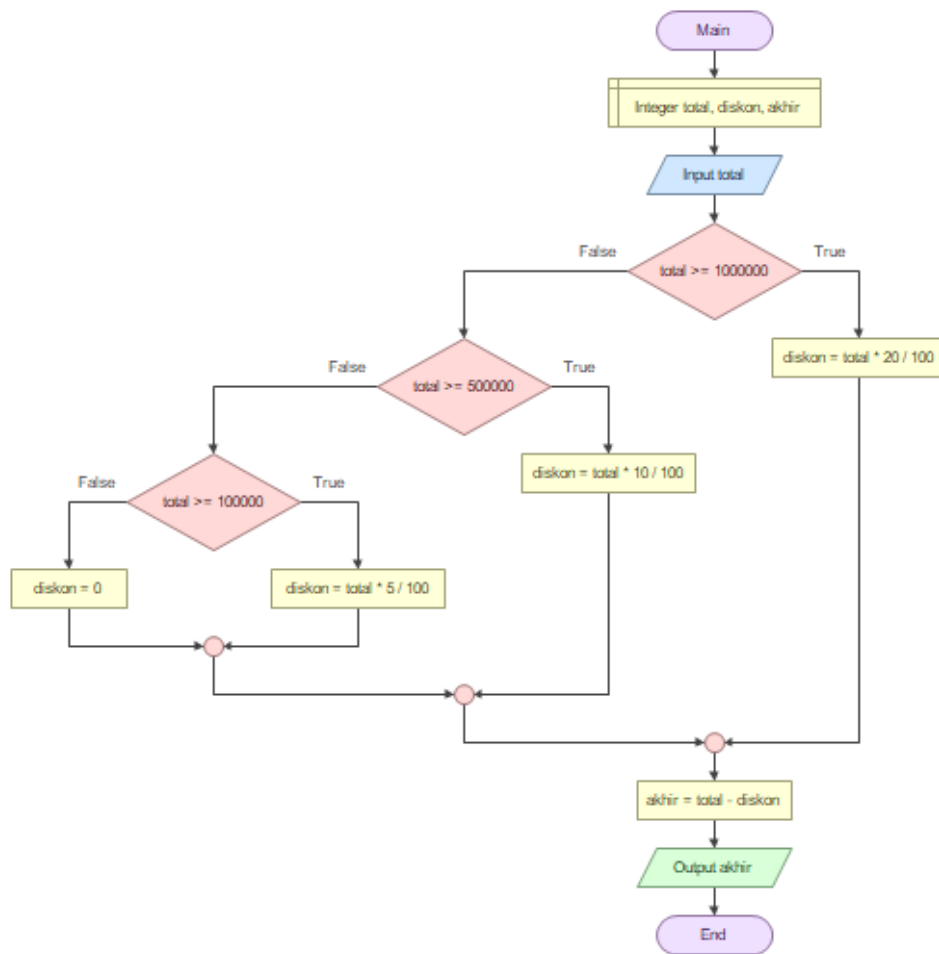 Main
Integer total, diskon, akhir
Input total
False
True
total >= 1000000
False
True
diskon = total * 20 / 100
total >= 500000
False
True
diskon = total * 10 / 100
total >= 100000
diskon = 0
diskon = total * 5 / 100
akhir = total - diskon
Output akhir
End